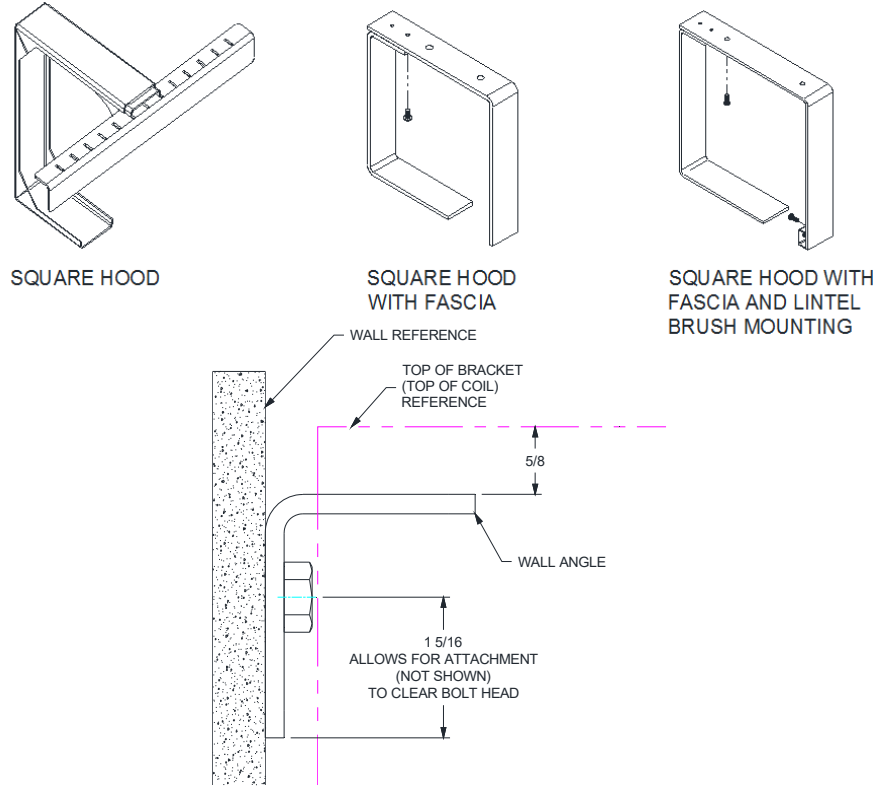 SQUARE HOOD
SQUARE HOOD
WITH FASCIA
SQUARE HOOD WITH
FASCIA AND LINTEL
BRUSH MOUNTING
WALL REFERENCE
TOP OF BRACKET
(TOP OF COIL)
REFERENCE
5/8
WALL ANGLE
1 5/16
ALLOWS FOR ATTACHMENT
(NOT SHOWN)
TO CLEAR BOLT HEAD